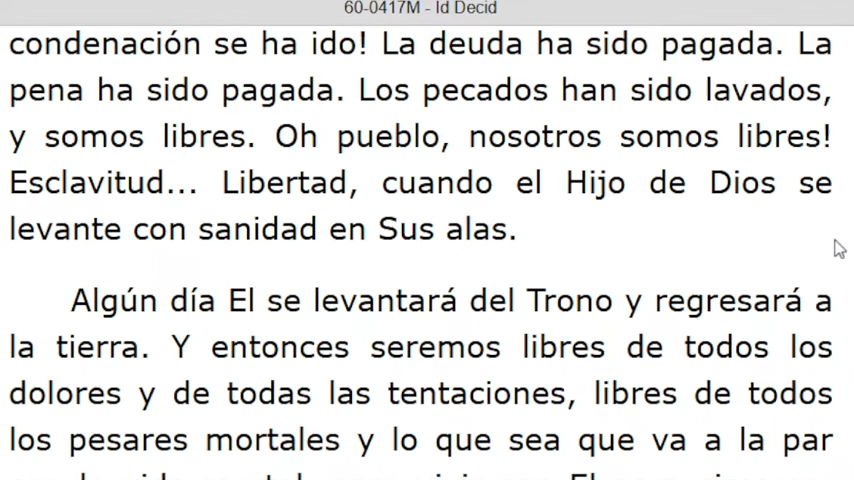 60-0417M - Id Decid
condenación se ha ido! La deuda ha sido pagada. La
pena ha sido pagada. Los pecados han sido lavados,
y somos libres. Oh pueblo, nosotros somos libres!
Esclavitud... Libertad, cuando el Hijo de Dios se
levante con sanidad en Sus alas.
Algún día El se levantará del Trono y regresará a
la tierra. Y entonces seremos libres de todos los
dolores y de todas las tentaciones, libres de todos
los pesares mortales y lo que sea que va a la par